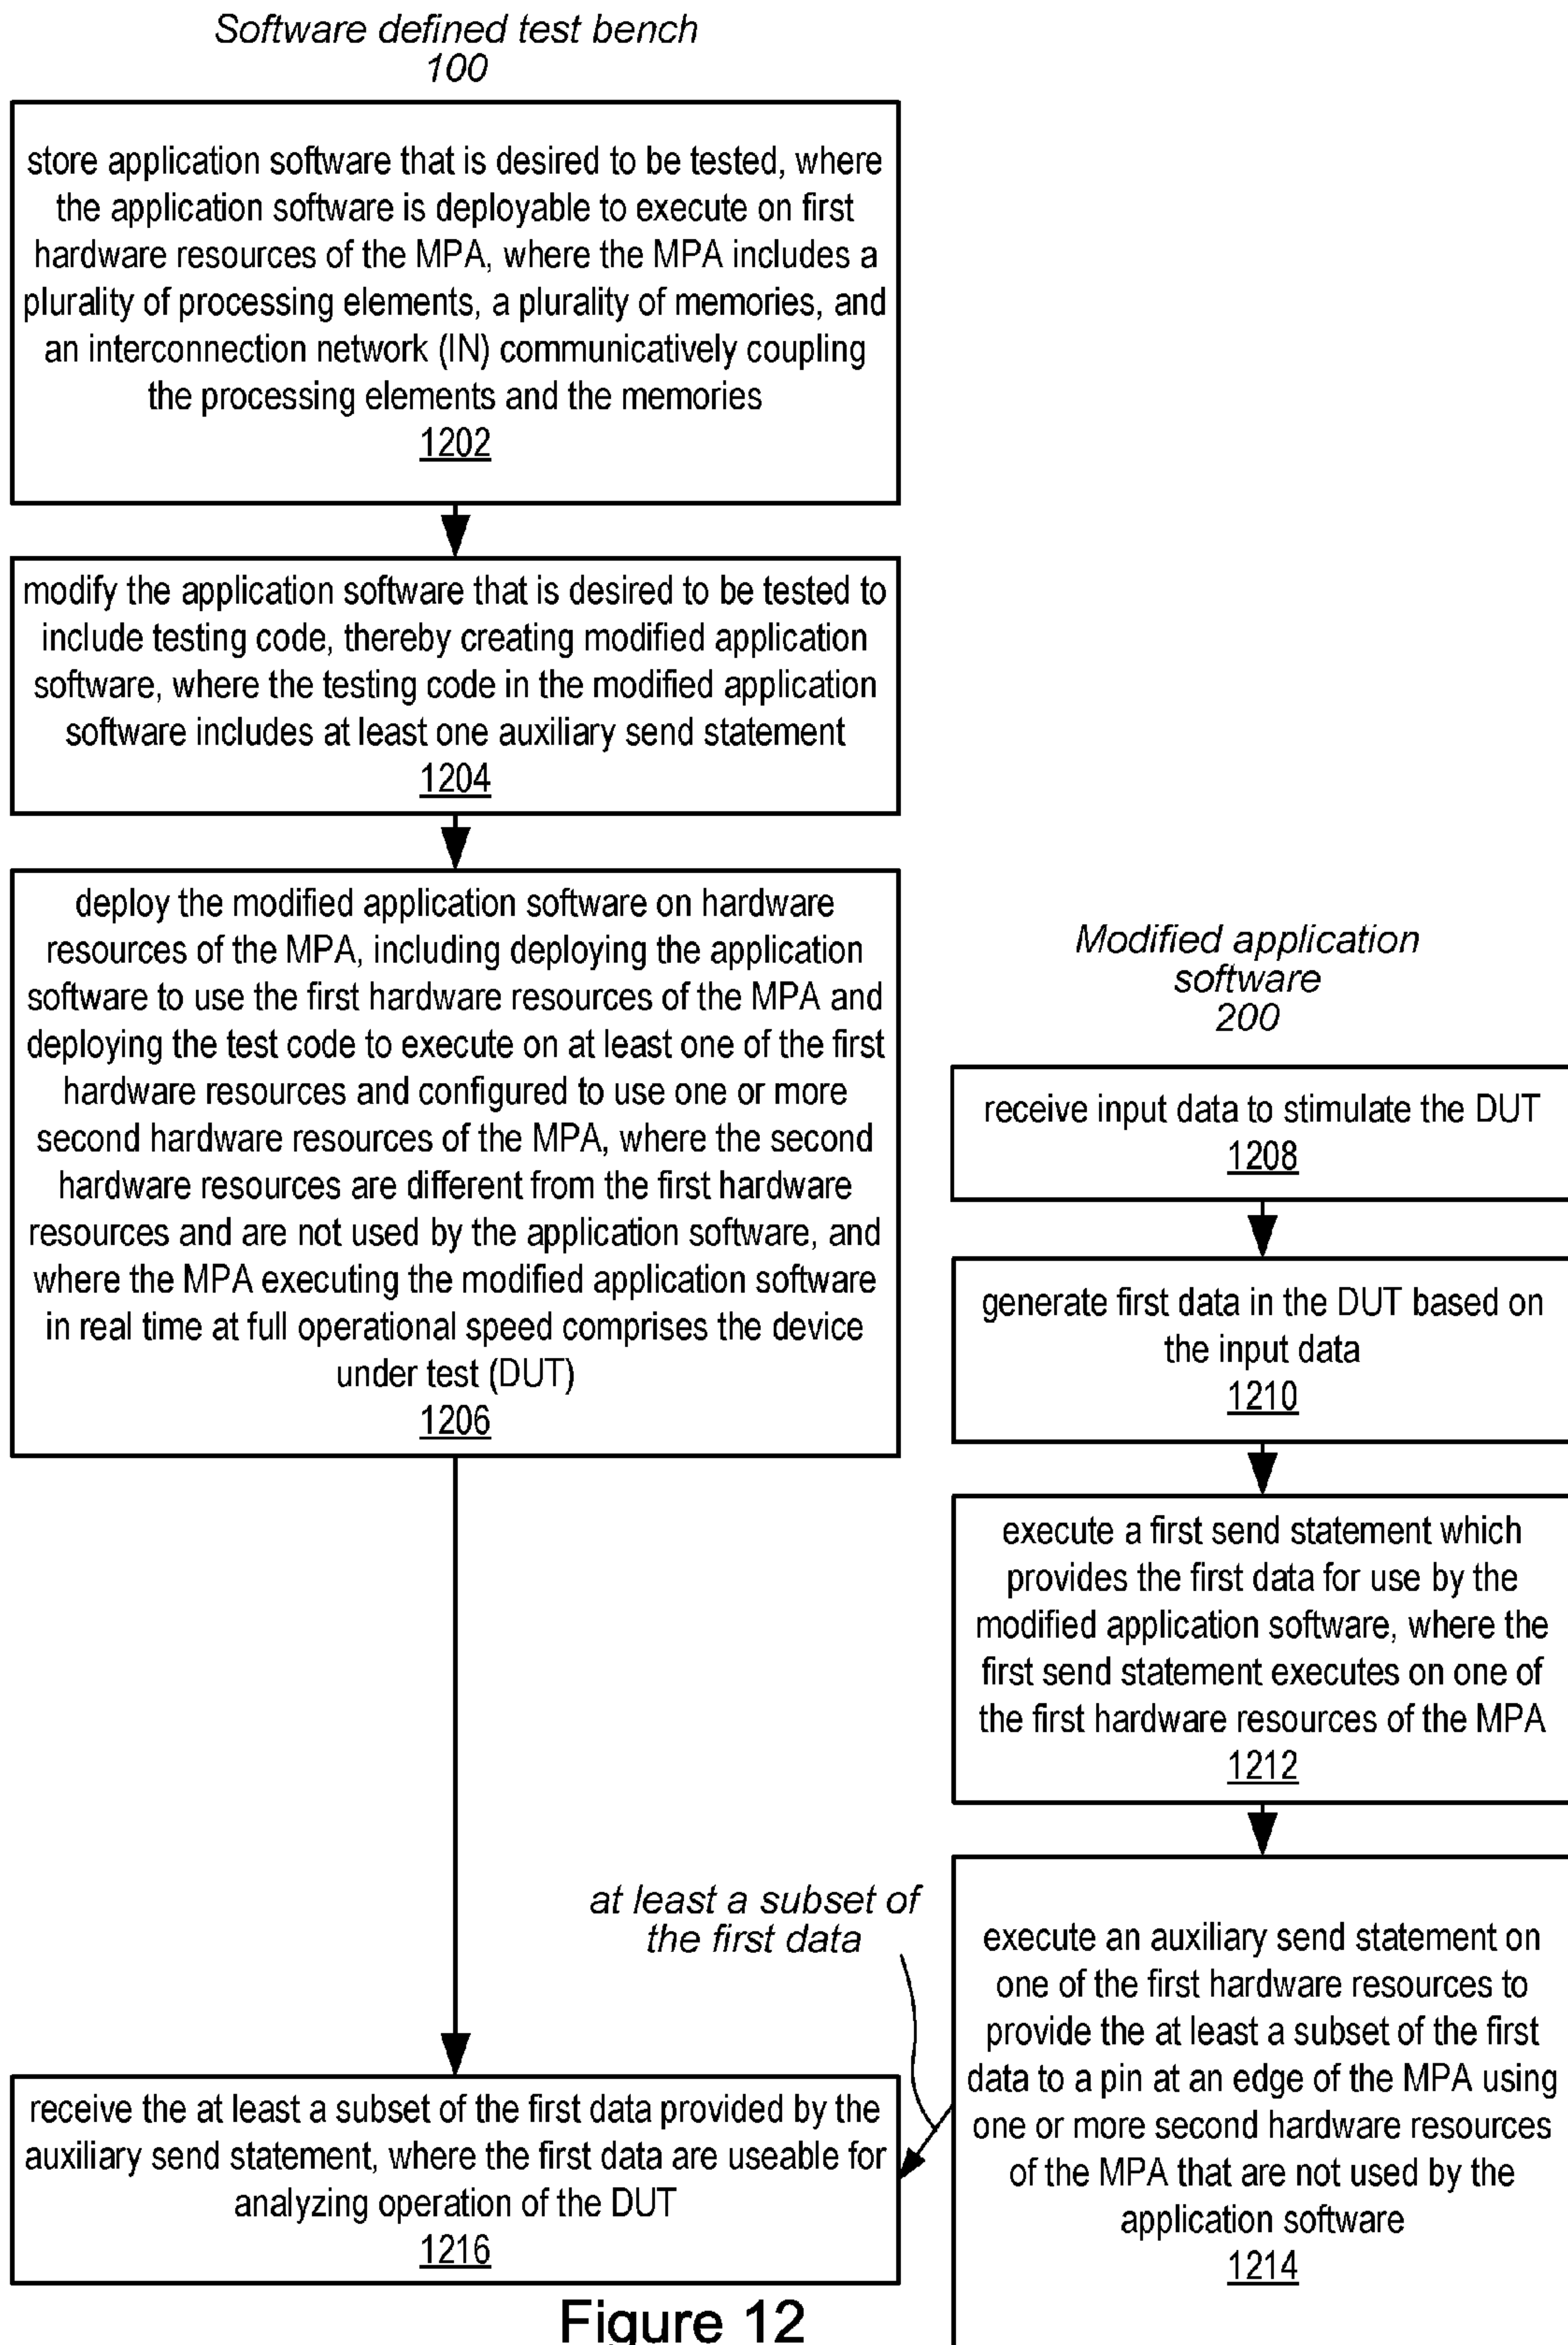 Software defined test bench
100
store application software that is desired to be tested, where
the application software is deployable to execute on first
hardware resources of the MPA, where the MPA includes a
plurality of processing elements, a plurality of memories, and
an interconnection network (IN) communicatively coupling
the processing elements and the memories
1202
modify the application software that is desired to be tested to
include testing code, thereby creating modified application
software, where the testing code in the modified application
software includes at least one auxiliary send statement
1204
deploy the modified application software on hardware
resources of the MPA, including deploying the application
software to use the first hardware resources of the MPA and
deploying the test code to execute on at least one of the first
hardware resources and configured to use one or more
second hardware resources of the MPA, where the second
hardware resources are different from the first hardware
resources and are not used by the application software, and
where the MPA executing the modified application software
in real time at full operational speed comprises the device
under test (DUT)
1206
Modified application
software
200
receive input data to stimulate the DUT
1208
generate first data in the DUT based on
the input data
1210
execute a first send statement which
provides the first data for use by the
modified application software, where the
first send statement executes on one of
the first hardware resources of the MPA
1212
at least a subset of
the first data
execute an auxiliary send statement on
one of the first hardware resources to
provide the at least a subset of the first
data to a pin at an edge of the MPA using
one or more second hardware resources
of the MPA that are not used by the
application software
1214
receive the at least a subset of the first data provided by the
auxiliary send statement, where the first data are useable for
analyzing operation of the DUT
1216
Figure 12